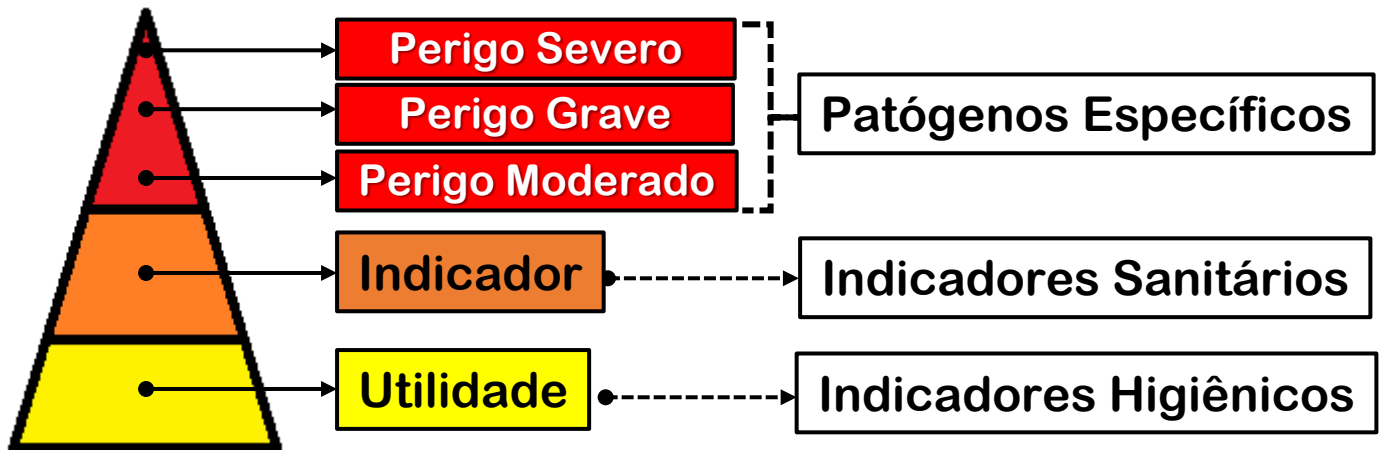 Perigo Severo
Perigo Grave
Perigo Moderado
Patógenos Específicos
Indicador
Indicadores Sanitários
Utilidade
Indicadores Higiênicos